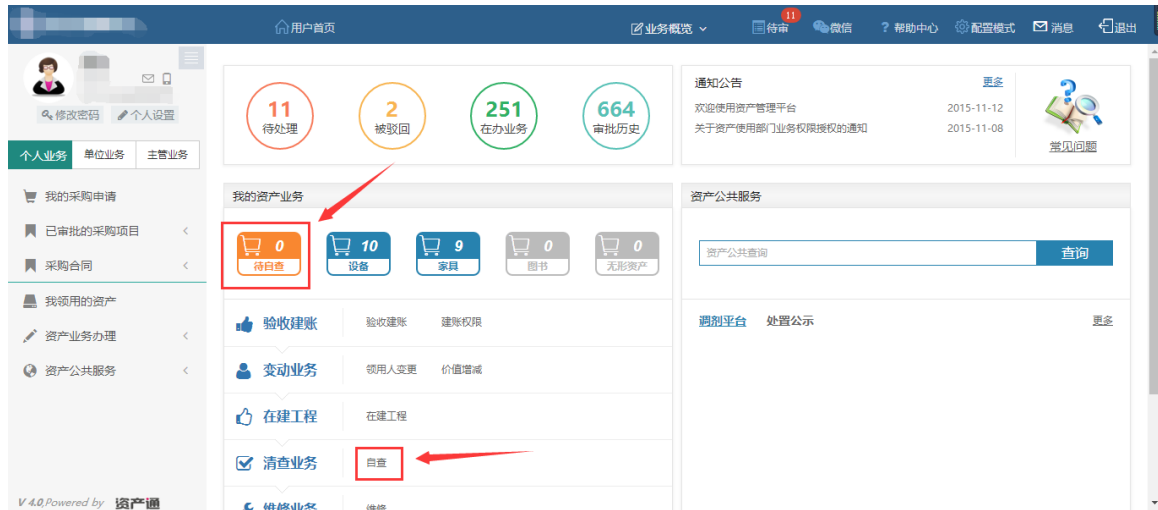 用户首页
业务概览
11
待审
微信
? 帮助中心
配置模式
消息
退出
修改密码
个人设置
个人业务
单位业务
主管业务
我的采购申请
已审批的采购项目
采购合同
我领用的资产
资产业务办理
资产公共服务
V 4.0,Powered by 资产通
11
待处理
2
被驳回
251
在办业务
664
审批历史
通知公告
更多
欢迎使用资产管理平台 2015-11-12
关于资产使用部门业务权限授权的通知 2015-11-08
常见问题
我的资产业务
0
待自查
10
设备
9
家具
0
图书
0
无形资产
验收建账 验收建账 建账权限
变动业务 领用人变更 价值增减
在建工程 在建工程
清查业务 自查
维修业务 维修
资产公共服务
资产公共查询
查询
调剂平台 处置公示 更多